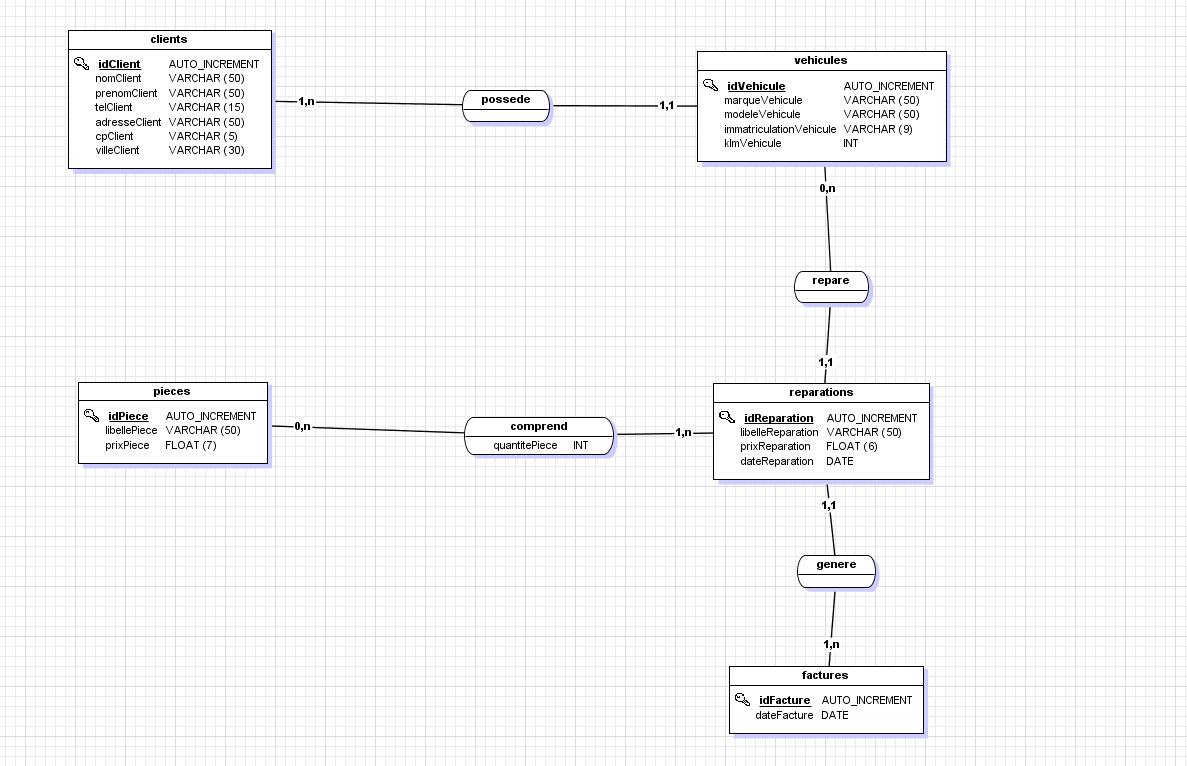 clients
idClient AUTO_INCREMENT
nomClient VARCHAR (50)
prenomClient VARCHAR (50)
telClient VARCHAR (15)
adresseClient VARCHAR (50)
cpClient VARCHAR (5)
villeClient VARCHAR (30)
1,n
possede
1,1
vehicules
idVehicule AUTO_INCREMENT
marqueVehicule VARCHAR (50)
modeleVehicule VARCHAR (50)
immatriculationVehicule VARCHAR (9)
klmVehicule INT
0,n
repare
1,1
pieces
idPiece AUTO_INCREMENT
libellePiece VARCHAR (50)
prixPiece FLOAT (7)
0,n
comprend
quantitePiece INT
1,n
reparations
idReparation AUTO_INCREMENT
libelleReparation VARCHAR (50)
prixReparation FLOAT (6)
dateReparation DATE
1,1
genere
1,n
factures
idFacture AUTO_INCREMENT
dateFacture DATE